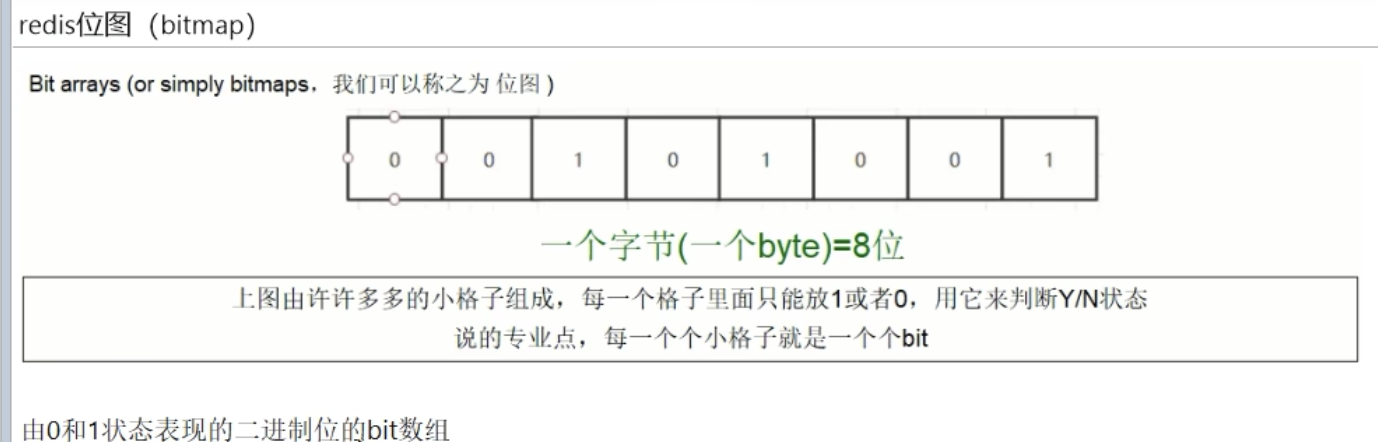 redis位图（bitmap）
Bit arrays (or simply bitmaps，我们可以称之为 位图 )
0 0 1 0 1 0 0 1
一个字节(一个byte)=8位
上图由许许多多的小格子组成，每一个格子里面只能放1或者0，用它来判断Y/N状态
说的专业点，每一个个小格子就是一个个bit
由0和1状态表现的二进制位的bit数组